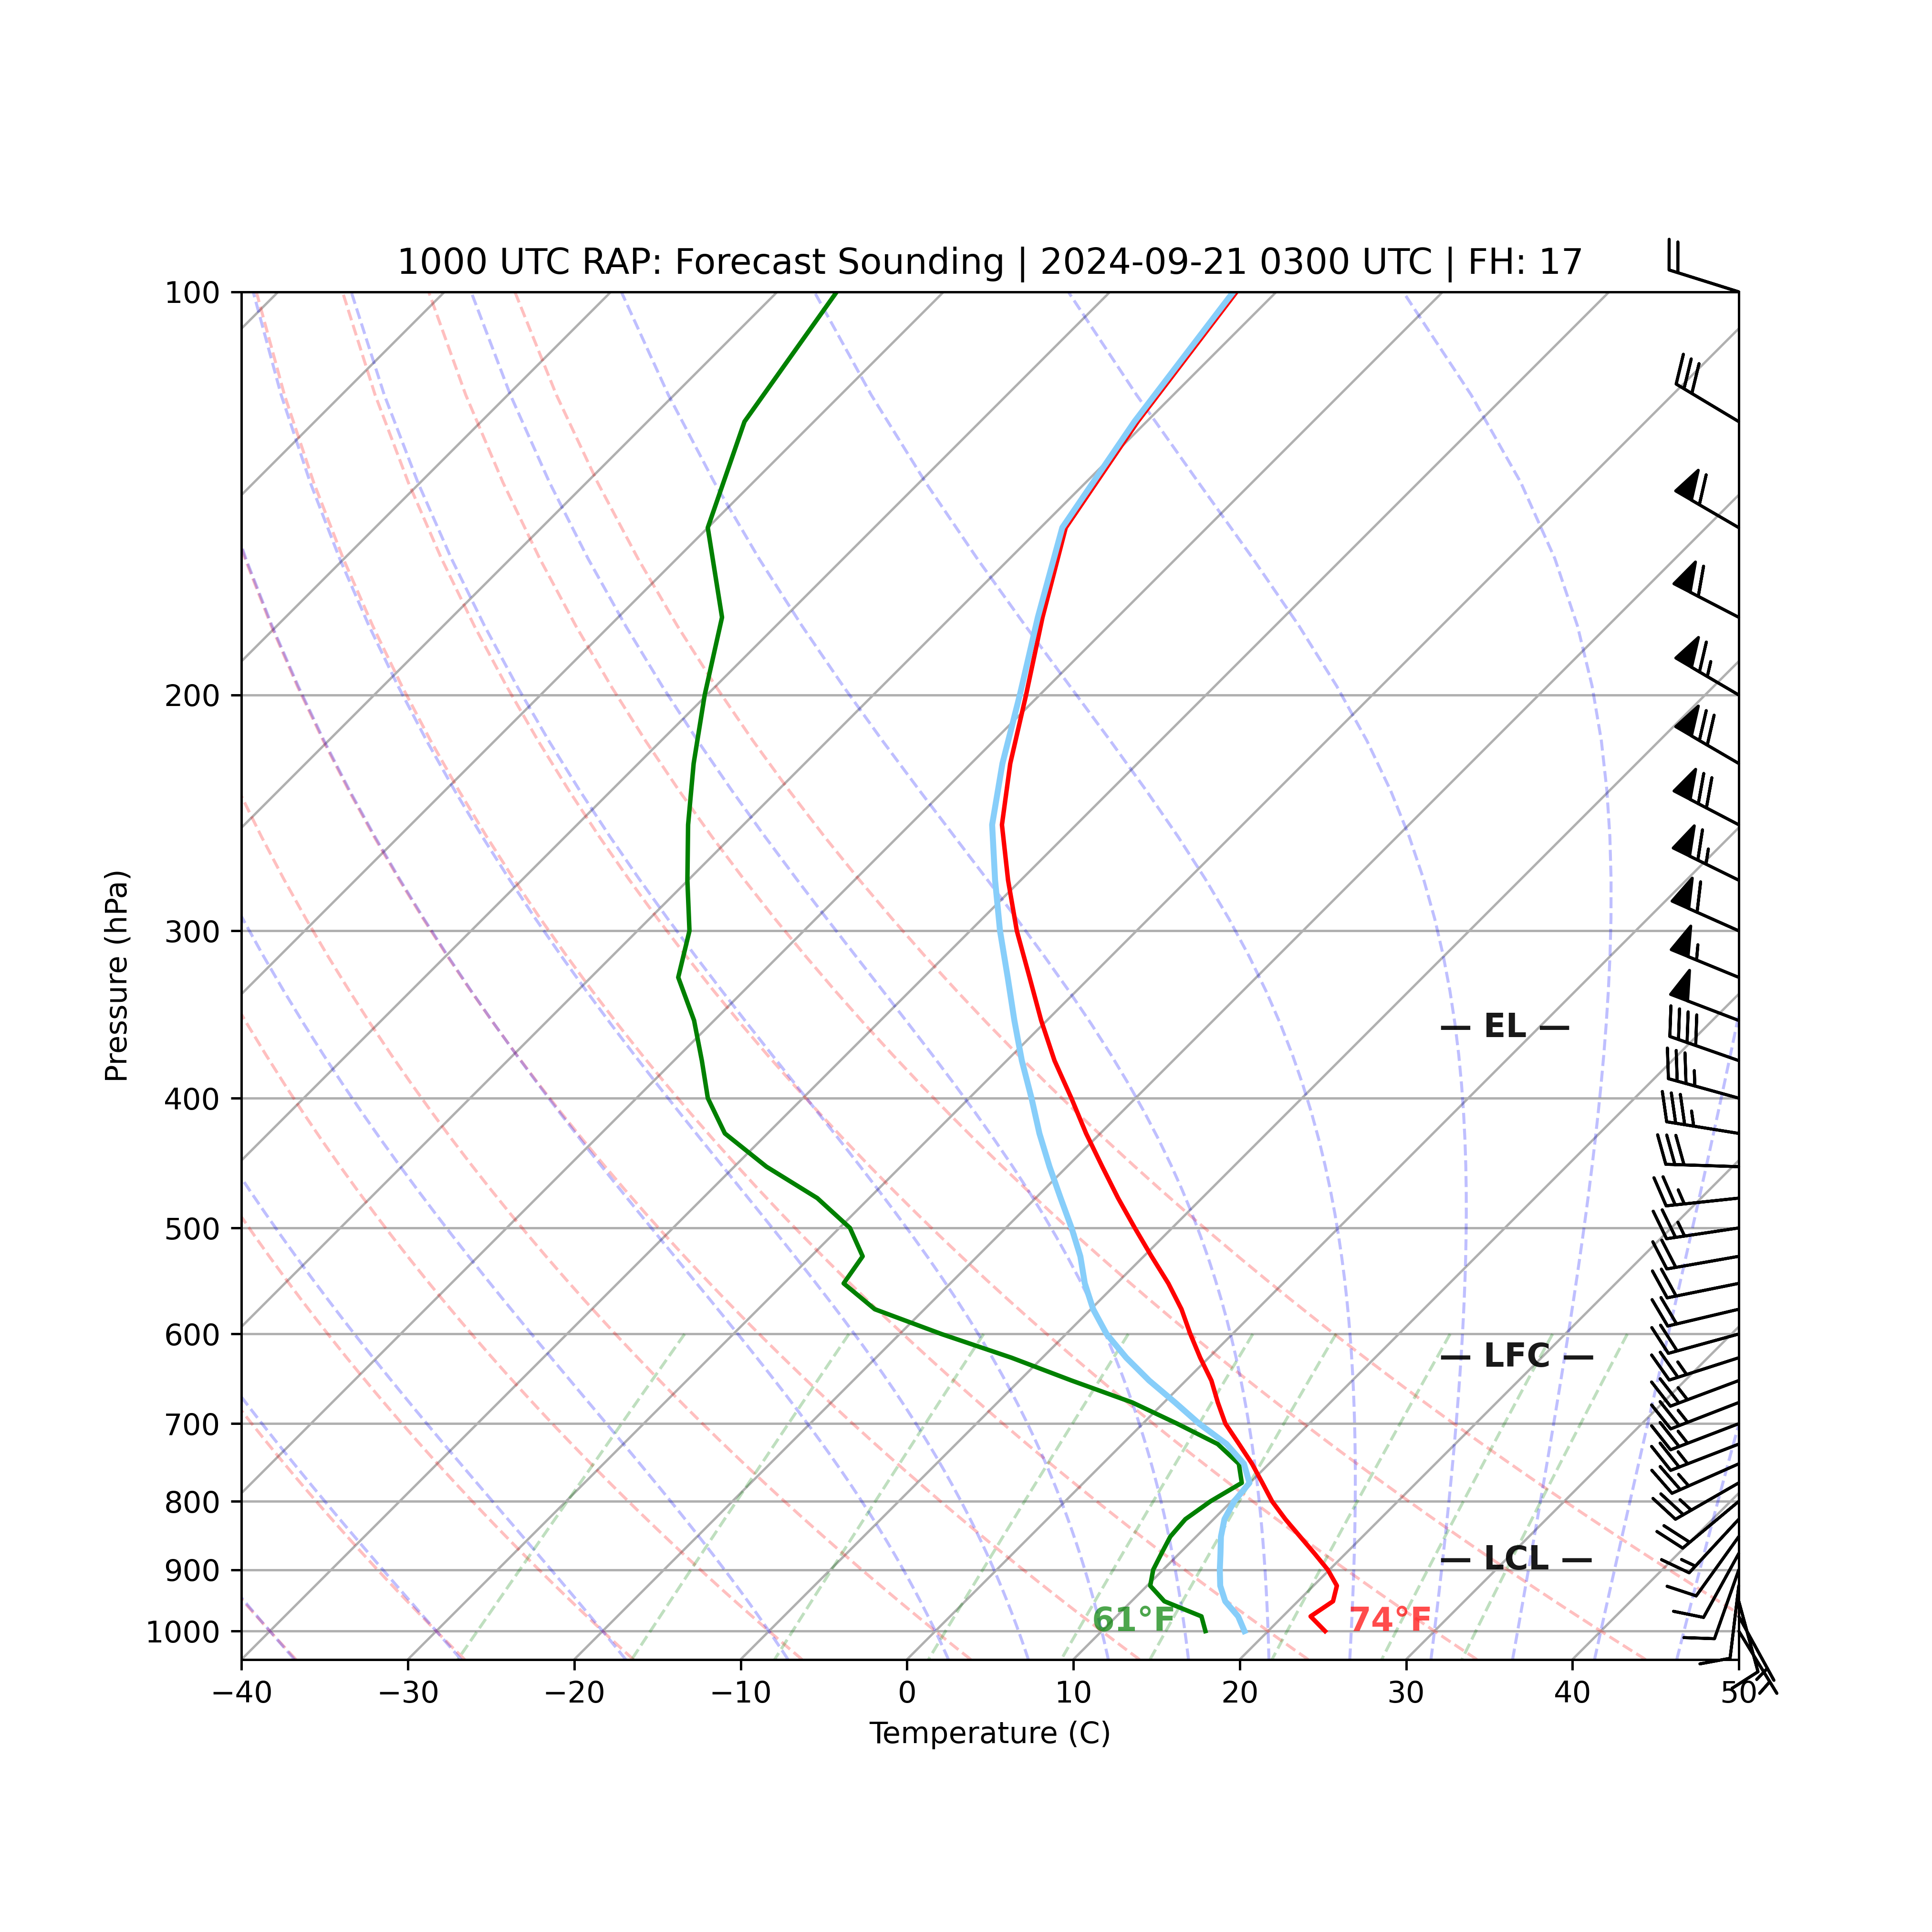 1000 UTC RAP: Forecast Sounding | 2024-09-21 0300 UTC | FH: 17
100
200
300
400
500
600
700
800
900
1000
Pressure (hPa)
— EL —
— LFC —
— LCL —
61°F
74°F
−40 −30 −20 −10 0 10 20 30 40 50
Temperature (C)